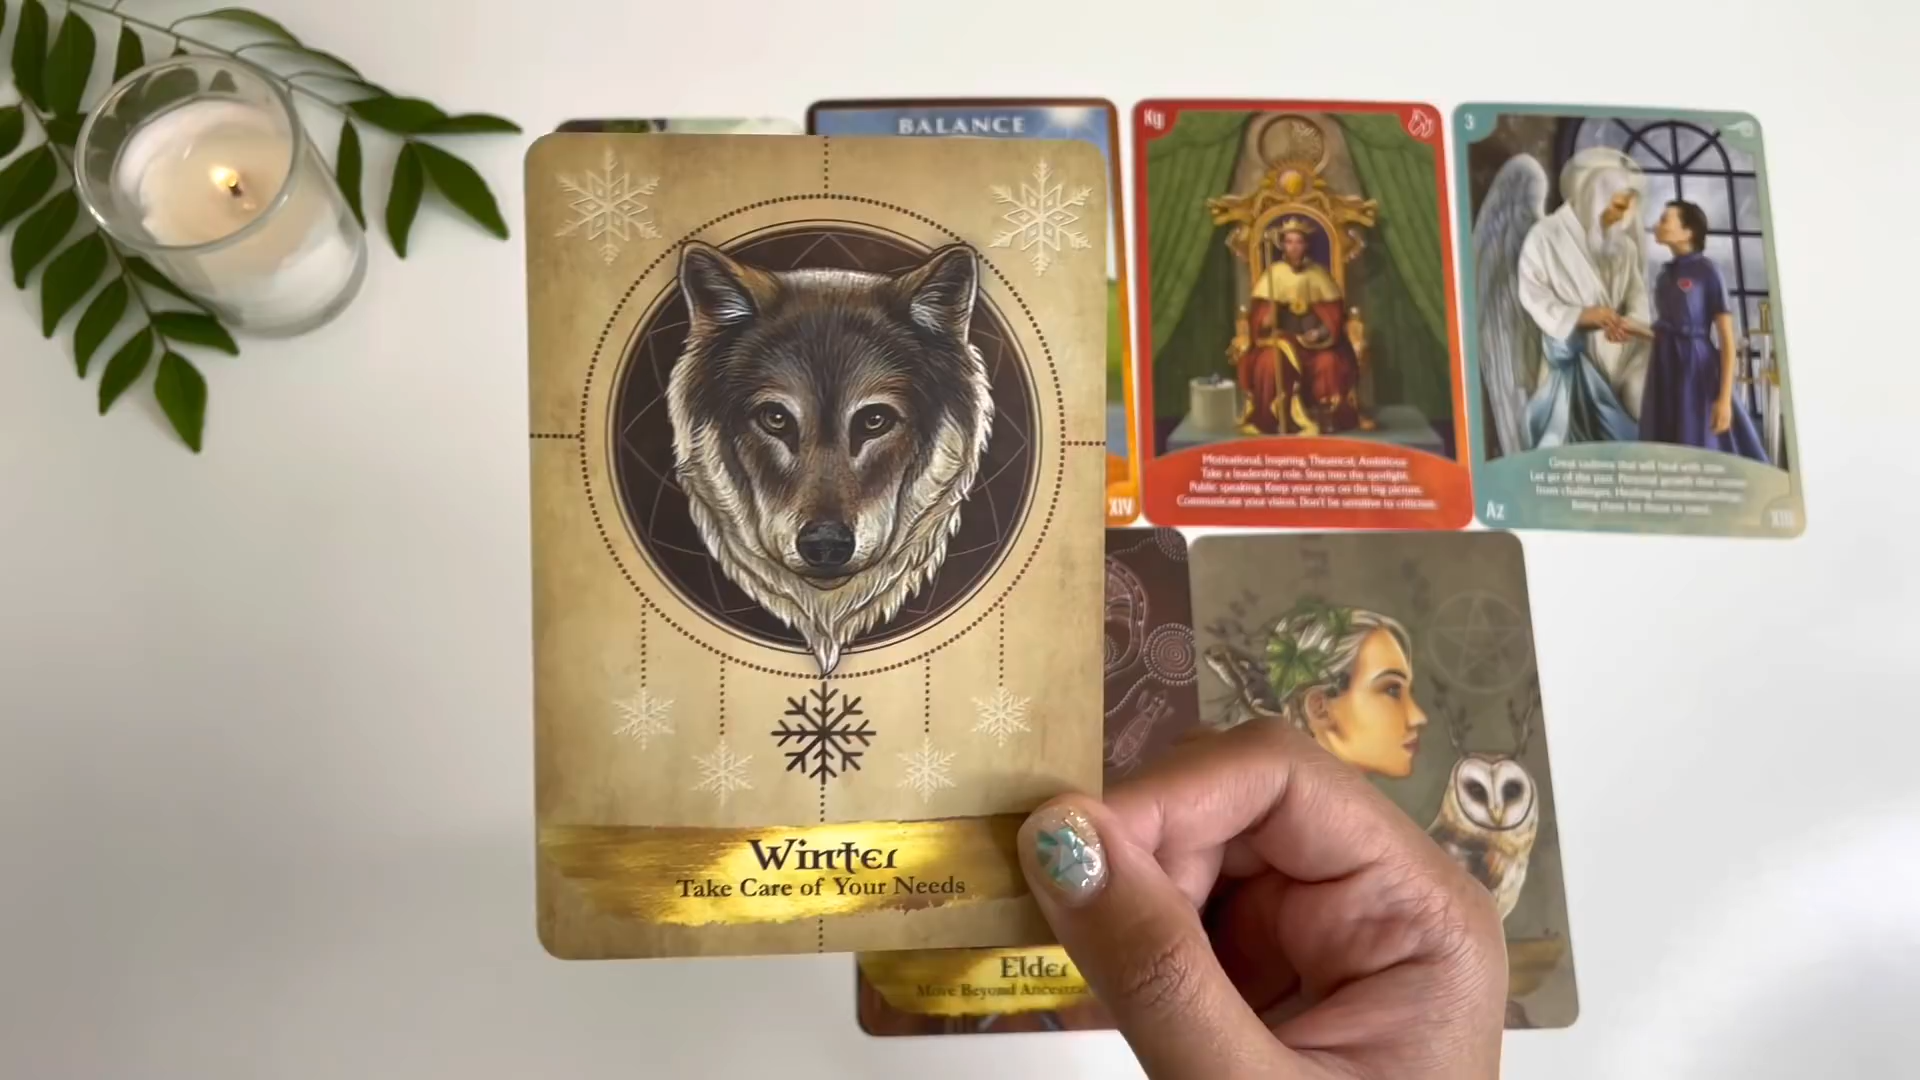 BALANCE
XIV
Kg
Motivational, Inspiring, Theatrical, Ambitious
Take a leadership role. Step into the spotlight.
Public speaking. Keep your eyes on the big picture.
Communicate your vision. Don't be sensitive to criticism.
3
Great sadness that will heal with time.
Let go of the past. Personal growth that comes
from challenges. Healing misunderstandings.
Being there for those in need.
Az
XIII
Winter
Take Care of Your Needs
Elder
Move Beyond Ancestral